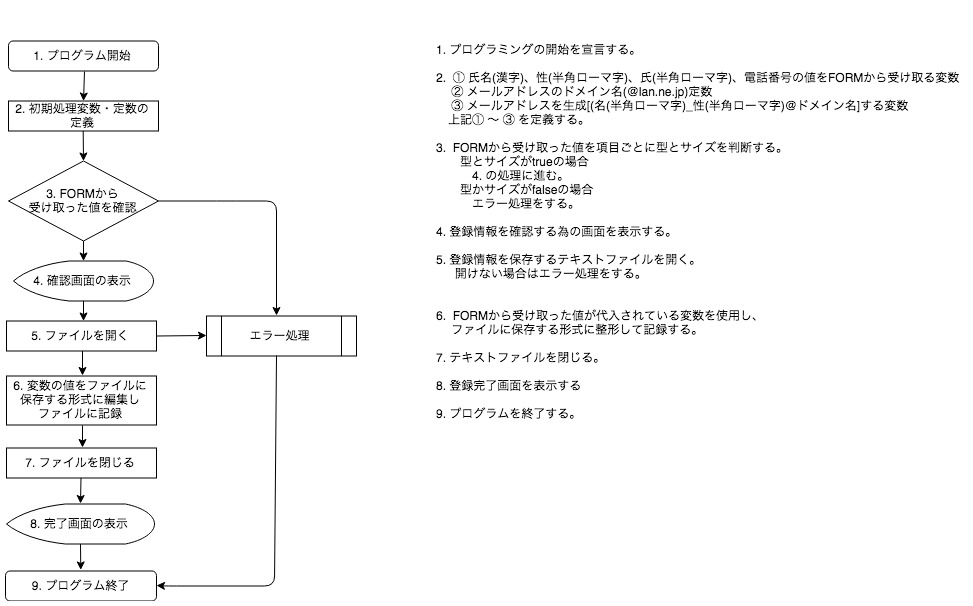 1. プログラム開始
2. 初期処理変数・定数の
定義
3. FORMから
受け取った値を確認
4. 確認画面の表示
5. ファイルを開く
エラー処理
6. 変数の値をファイルに
保存する形式に編集し
ファイルに記録
7. ファイルを閉じる
8. 完了画面の表示
9. プログラム終了
1. プログラミングの開始を宣言する。
2. ① 氏名(漢字)、性(半角ローマ字)、氏(半角ローマ字)、電話番号の値をFORMから受け取る変数
② メールアドレスのドメイン名(@lan.ne.jp)定数
③ メールアドレスを生成[(名(半角ローマ字)_性(半角ローマ字)@ドメイン名]する変数
上記① ～ ③ を定義する。
3. FORMから受け取った値を項目ごとに型とサイズを判断する。
型とサイズがtrueの場合
4. の処理に進む。
型かサイズがfalseの場合
エラー処理をする。
4. 登録情報を確認する為の画面を表示する。
5. 登録情報を保存するテキストファイルを開く。
開けない場合はエラー処理をする。
6. FORMから受け取った値が代入されている変数を使用し、
ファイルに保存する形式に整形して記録する。
7. テキストファイルを閉じる。
8. 登録完了画面を表示する
9. プログラムを終了する。